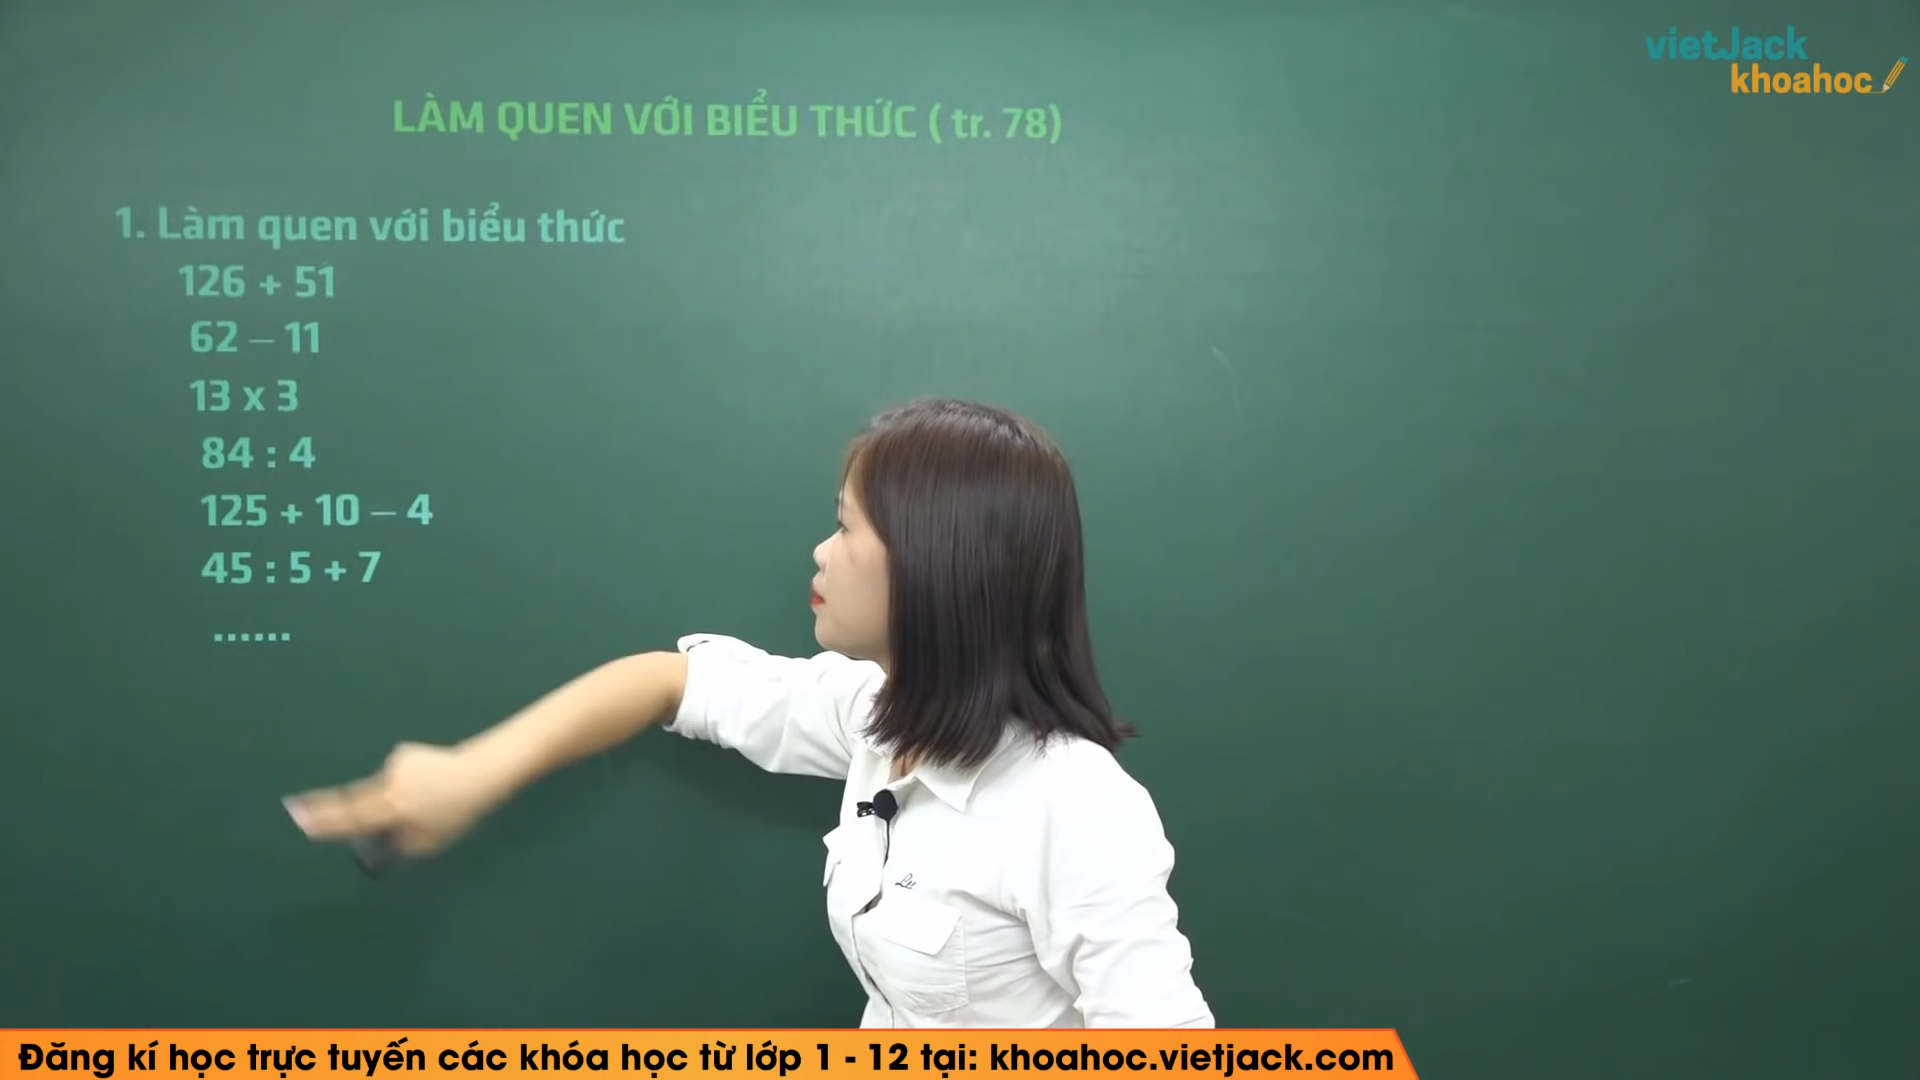 vietJack
khoahoc
LÀM QUEN VỚI BIỂU THỨC ( tr. 78)
1. Làm quen với biểu thức
126 + 51
62 – 11
13 x 3
84 : 4
125 + 10 – 4
45 : 5 + 7
......
Lee
Đăng kí học trực tuyến các khóa học từ lớp 1 - 12 tại: khoahoc.vietjack.com